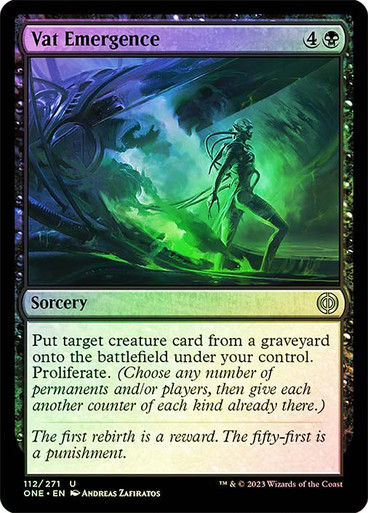 Vat Emergence 4
Sorcery
Put target creature card from a graveyard
onto the battlefield under your control.
Proliferate. (Choose any number of
permanents and/or players, then give each
another counter of each kind already there.)
The first rebirth is a reward. The fifty-first is
a punishment.
112/271 U
ONE • EN ANDREAS ZAFIRATOS
™ & © 2023 Wizards of the Coast